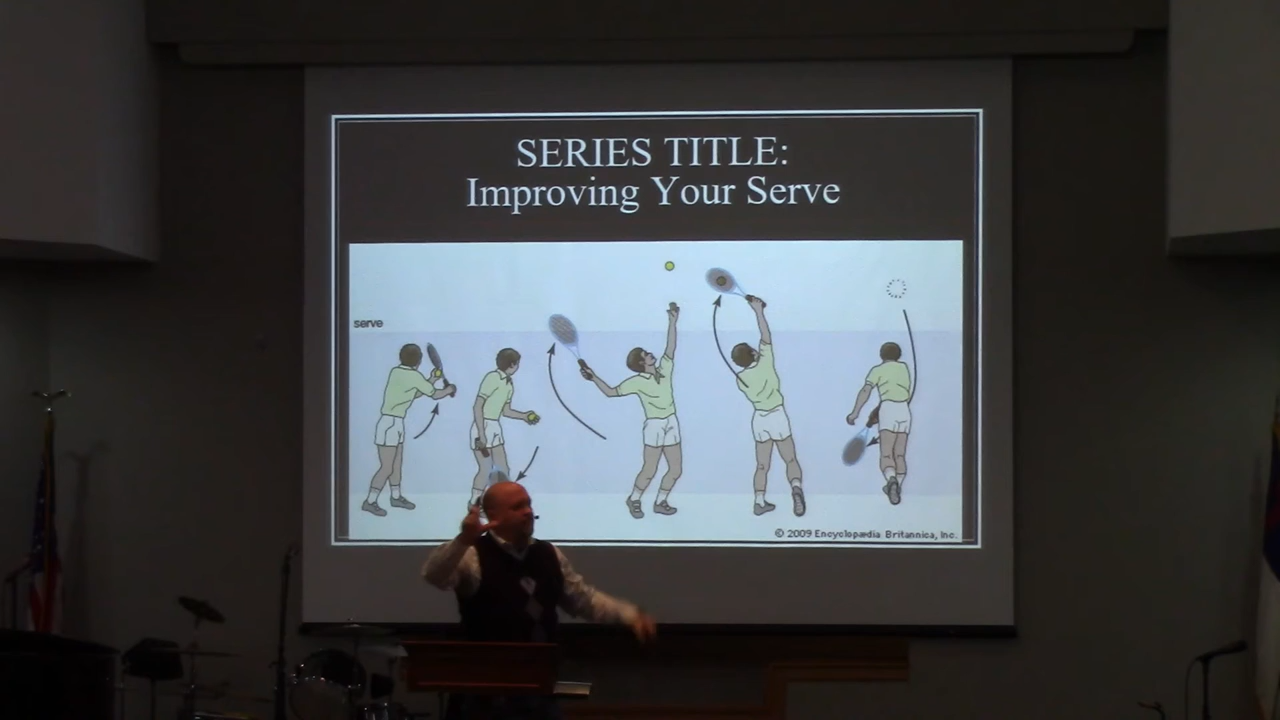 SERIES TITLE:
Improving Your Serve
serve
© 2009 Encyclopædia Britannica, Inc.